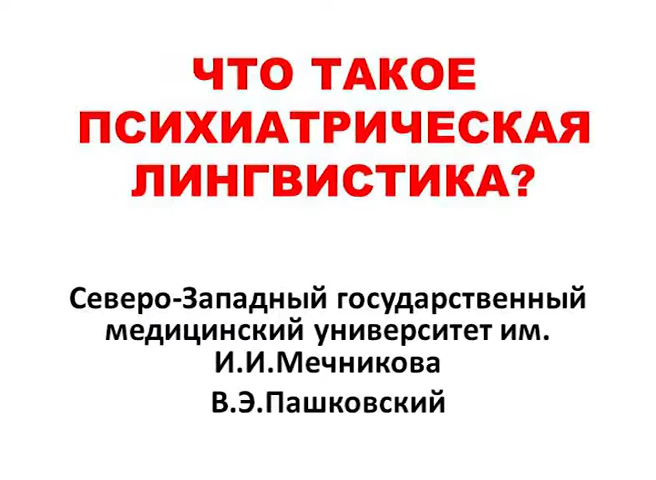 ЧТО ТАКОЕ
ПСИХИАТРИЧЕСКАЯ
ЛИНГВИСТИКА?
Северо-Западный государственный
медицинский университет им.
И.И.Мечникова
В.Э.Пашковский